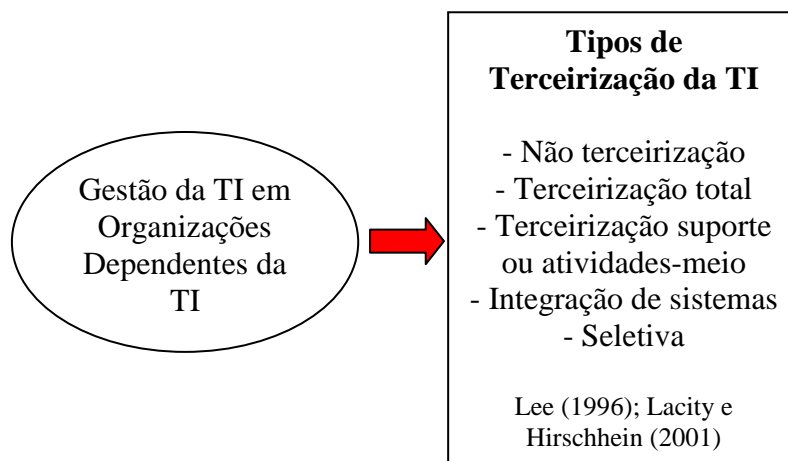 Gestão da TI em
Organizações
Dependentes da
TI
Tipos de
Terceirização da TI
- Não terceirização
- Terceirização total
- Terceirização suporte
ou atividades-meio
- Integração de sistemas
- Seletiva
Lee (1996); Lacity e
Hirschhein (2001)